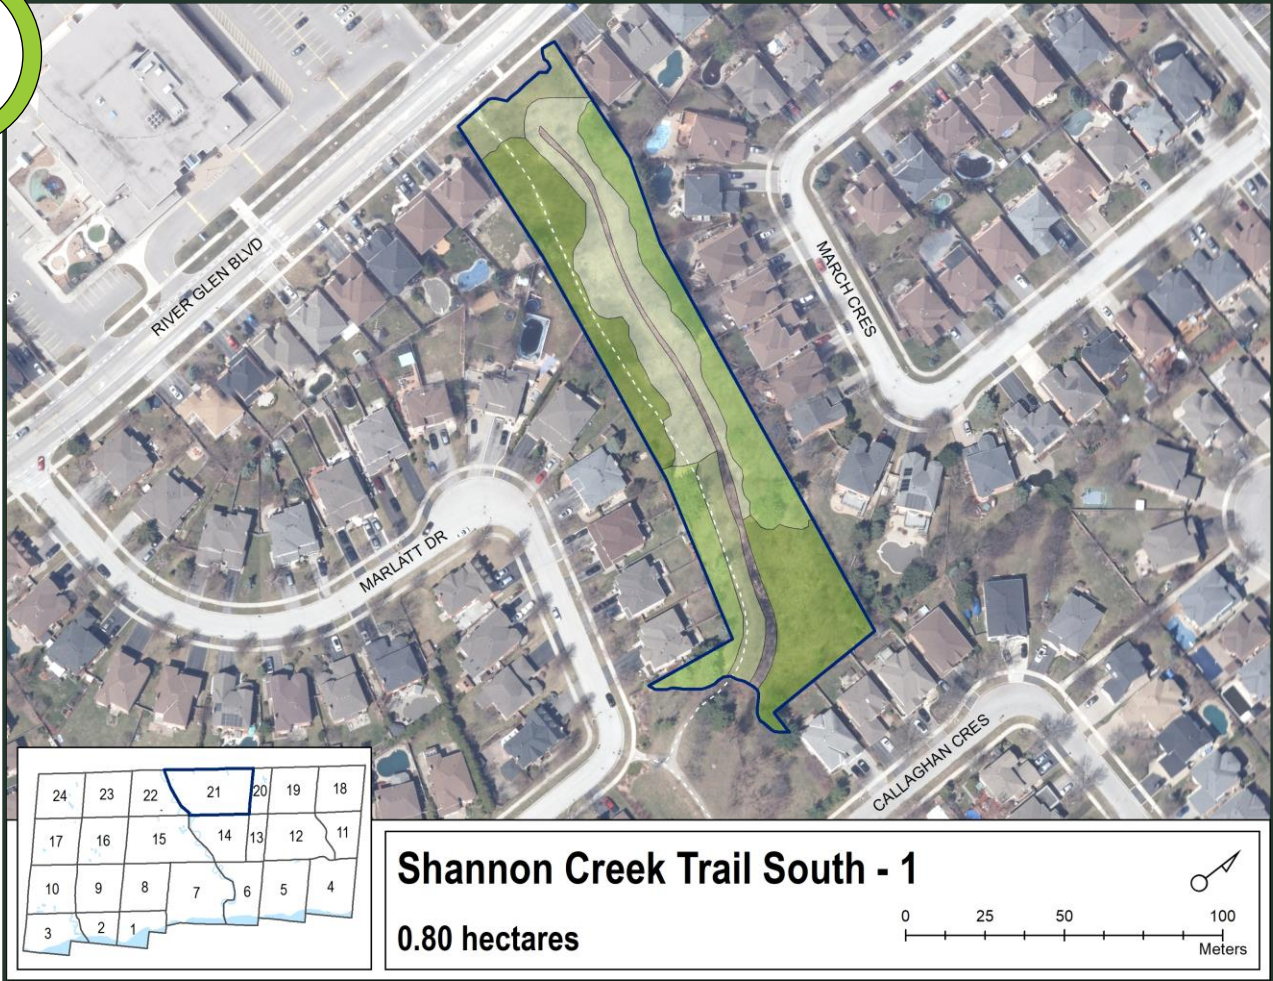 RIVER GLEN BLVD
MARCH CRES
MARLATT DR
CALLAGHAN CRES
24 23 22 21 20 19 18
17 16 15 14 13 12 11
10 9 8 7 6 5 4
3 2 1
Shannon Creek Trail South - 1
0.80 hectares
0 25 50 100
Meters